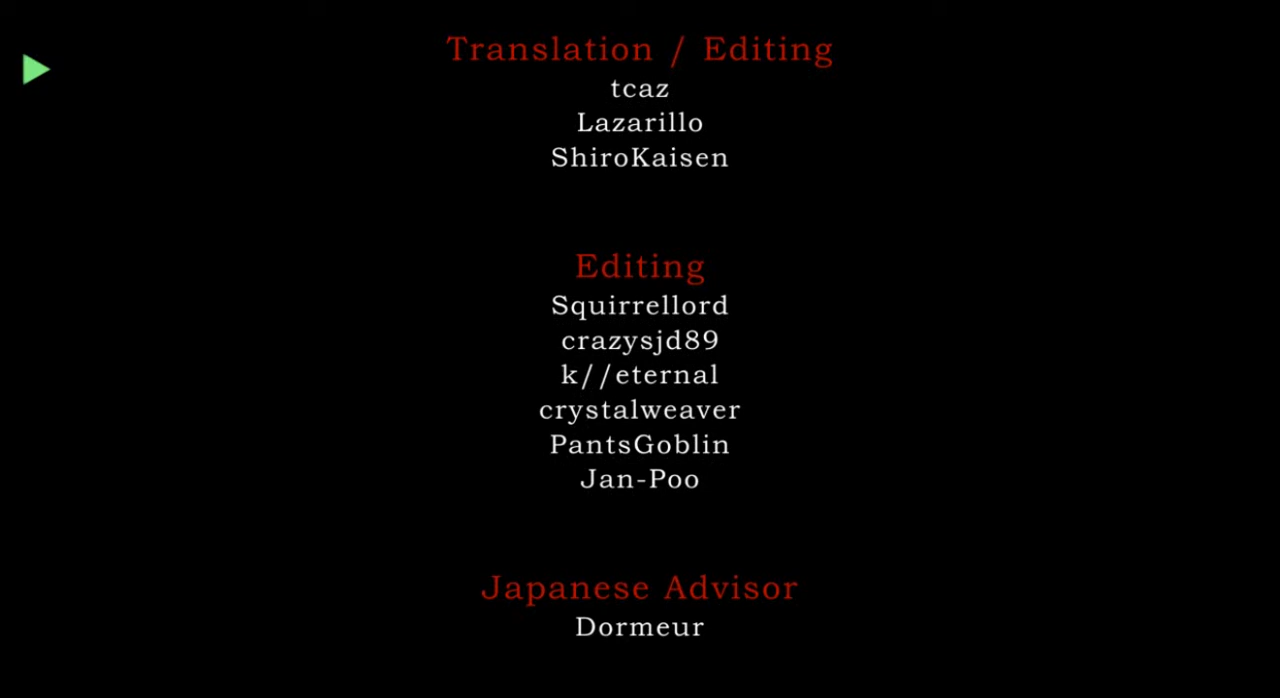 Translation / Editing
tcaz
Lazarillo
ShiroKaisen
Editing
Squirrellord
crazysjd89
k//eternal
crystalweaver
PantsGoblin
Jan-Poo
Japanese Advisor
Dormeur